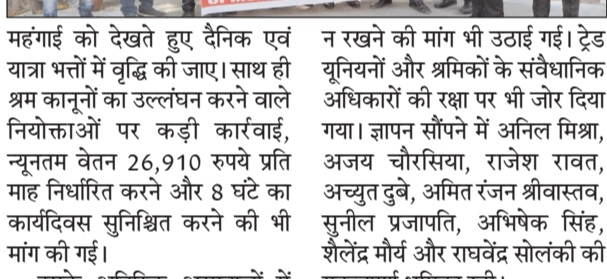 महंगाई को देखते हुए दैनिक एवं
यात्रा भत्तों में वृद्धि की जाए। साथ ही
श्रम कानूनों का उल्लंघन करने वाले
नियोक्ताओं पर कड़ी कार्रवाई,
न्यूनतम वेतन 26,910 रुपये प्रति
माह निर्धारित करने और 8 घंटे का
कार्यदिवस सुनिश्चित करने की भी
मांग की गई।
न रखने की मांग भी उठाई गई। ट्रेड
यूनियनों और श्रमिकों के संवैधानिक
अधिकारों की रक्षा पर भी जोर दिया
गया। ज्ञापन सौंपने में अनिल मिश्रा,
अजय चौरसिया, राजेश रावत,
अच्युत दुबे, अमित रंजन श्रीवास्तव,
सुनील प्रजापति, अभिषेक सिंह,
शैलेंद्र मौर्य और राघवेंद्र सोलंकी की